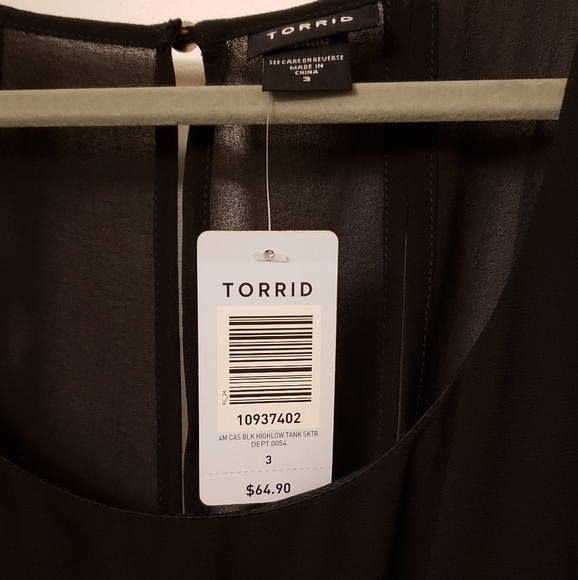 TORRID
SEE CARE ON REVERSE
MADE IN
CHINA
3
TORRID
10937402
4M CAS BLK HIGHLOW TANK SKTR
DEPT 0054
3
$64.90